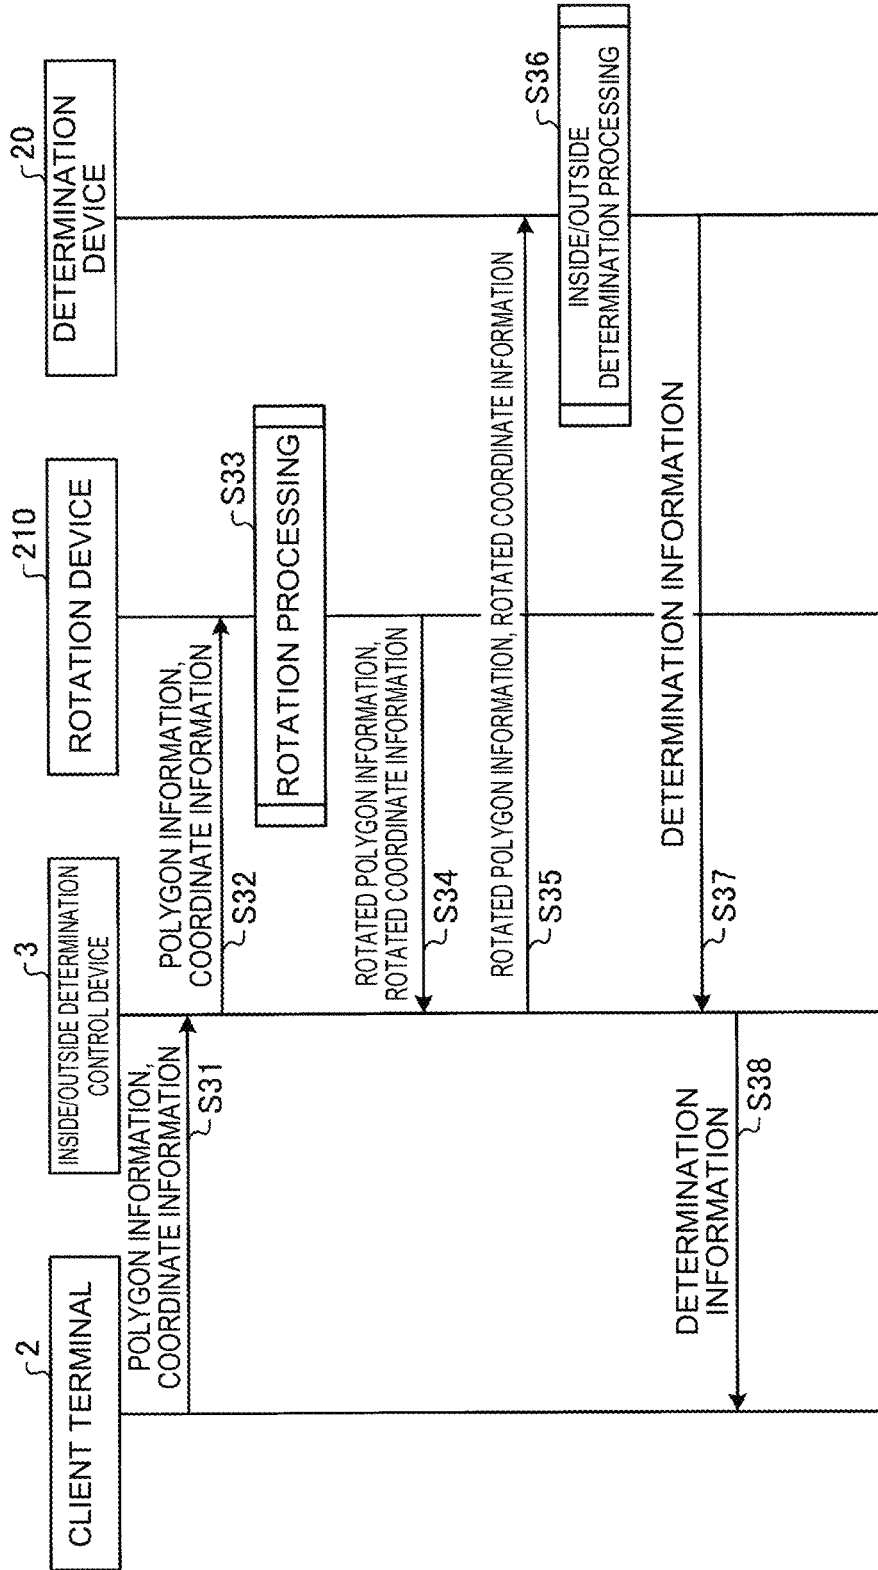 2
CLIENT TERMINAL
3
INSIDE/OUTSIDE DETERMINATION
CONTROL DEVICE
210
ROTATION DEVICE
20
DETERMINATION
DEVICE
POLYGON INFORMATION,
COORDINATE INFORMATION
S31
POLYGON INFORMATION,
COORDINATE INFORMATION
S32
S33
ROTATION PROCESSING
ROTATED POLYGON INFORMATION,
ROTATED COORDINATE INFORMATION
S34
ROTATED POLYGON INFORMATION, ROTATED COORDINATE INFORMATION
S35
S36
INSIDE/OUTSIDE
DETERMINATION PROCESSING
DETERMINATION INFORMATION
S37
DETERMINATION
INFORMATION
S38